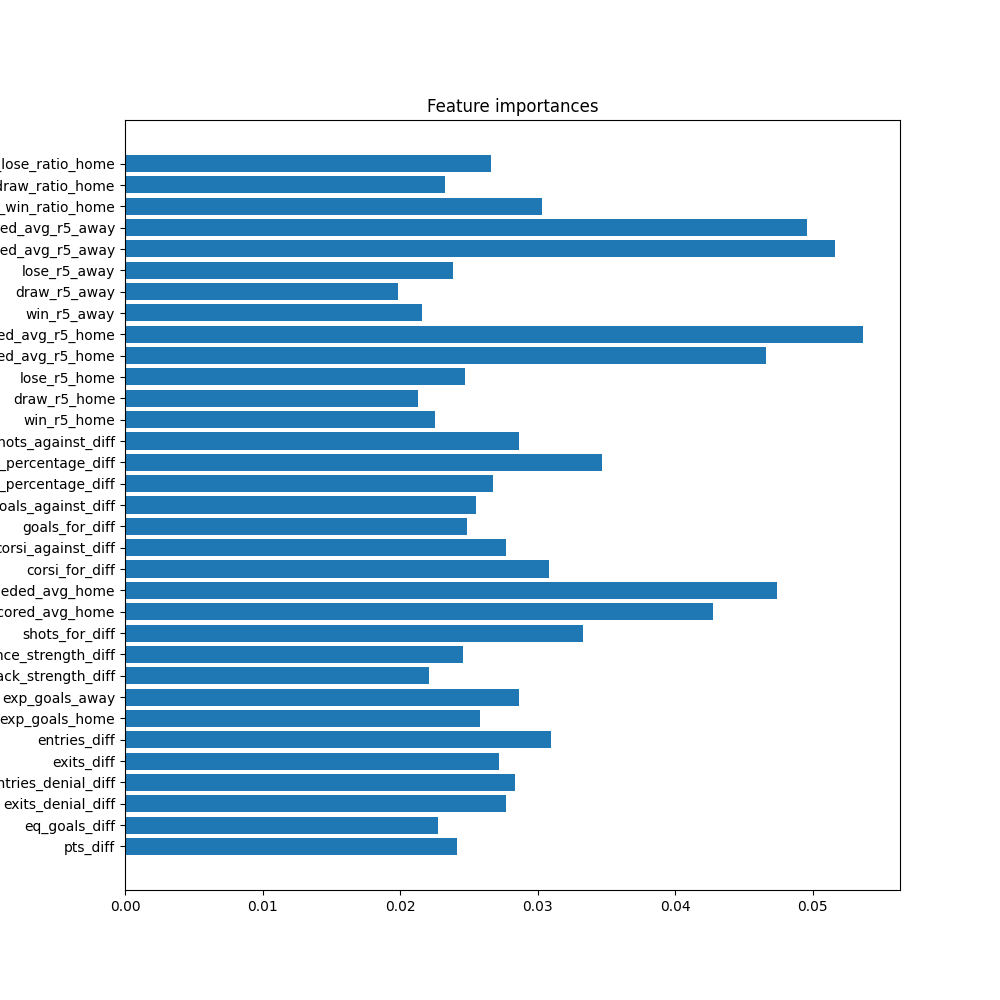 Feature importances
_lose_ratio_home
draw_ratio_home
_win_ratio_home
ed_avg_r5_away
ed_avg_r5_away
lose_r5_away
draw_r5_away
win_r5_away
ed_avg_r5_home
ed_avg_r5_home
lose_r5_home
draw_r5_home
win_r5_home
hots_against_diff
_percentage_diff
_percentage_diff
oals_against_diff
goals_for_diff
corsi_against_diff
corsi_for_diff
eded_avg_home
cored_avg_home
shots_for_diff
nce_strength_diff
ack_strength_diff
exp_goals_away
exp_goals_home
entries_diff
exits_diff
ntries_denial_diff
exits_denial_diff
eq_goals_diff
pts_diff
0.00 0.01 0.02 0.03 0.04 0.05